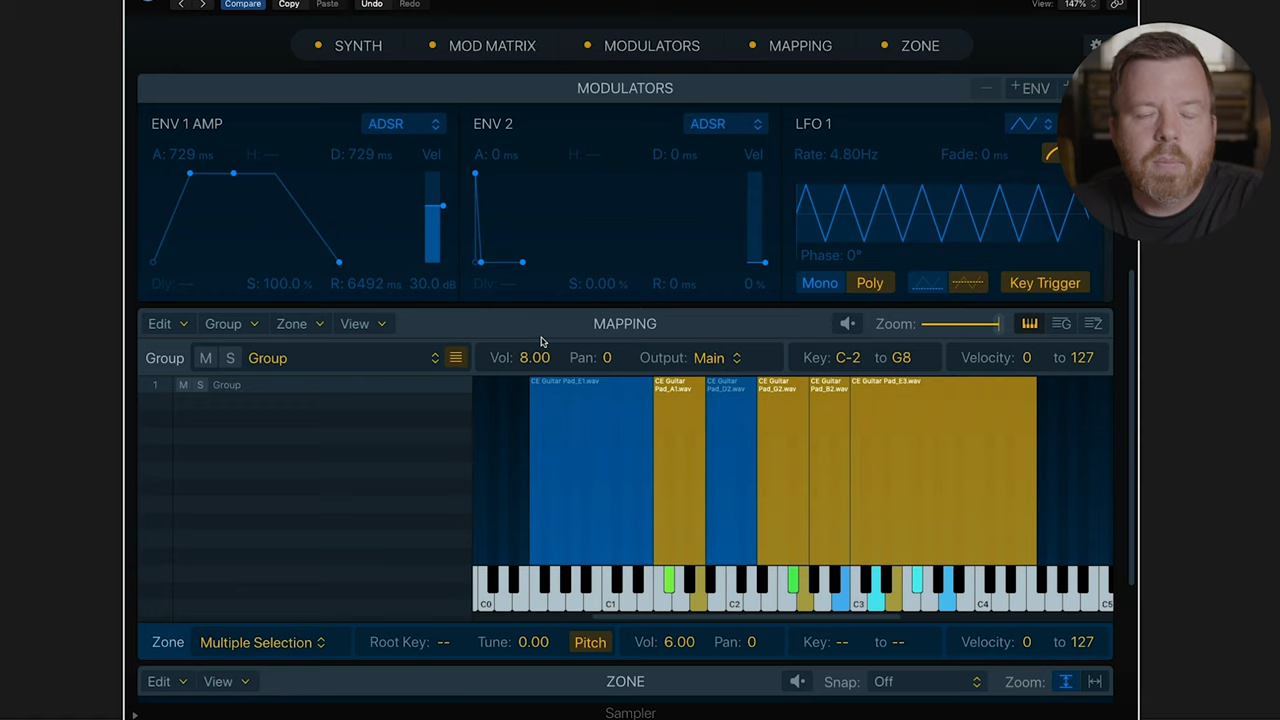 Compare Copy Paste Undo Redo View: 147%
SYNTH MOD MATRIX MODULATORS MAPPING ZONE
MODULATORS + ENV
ENV 1 AMP ADSR ENV 2 ADSR LFO 1
A: 729 ms H: --- D: 729 ms Vel A: 0 ms H: --- D: 0 ms Vel Rate: 4.80Hz Fade: 0 ms
Phase: 0°
Dly: --- S: 100.0 % R: 6492 ms 30.0 dB Dly: --- S: 0.00 % R: 0 ms 0 % Mono Poly Key Trigger
Edit Group Zone View MAPPING Zoom:
Group M S Group Vol: 8.00 Pan: 0 Output: Main Key: C-2 to G8 Velocity: 0 to 127
1 M S Group
CE Guitar Pad_E1.wav
CE Guitar
Pad_A1.wav
CE Guitar
Pad_D2.wav
CE Guitar
Pad_G2.wav
CE Guitar
Pad_B2.wav
CE Guitar Pad_E3.wav
C0 C1 C2 C3 C4 C5
Zone Multiple Selection Root Key: -- Tune: 0.00 Pitch Vol: 6.00 Pan: 0 Key: -- to -- Velocity: 0 to 127
Edit View ZONE Snap: Off Zoom:
Sampler